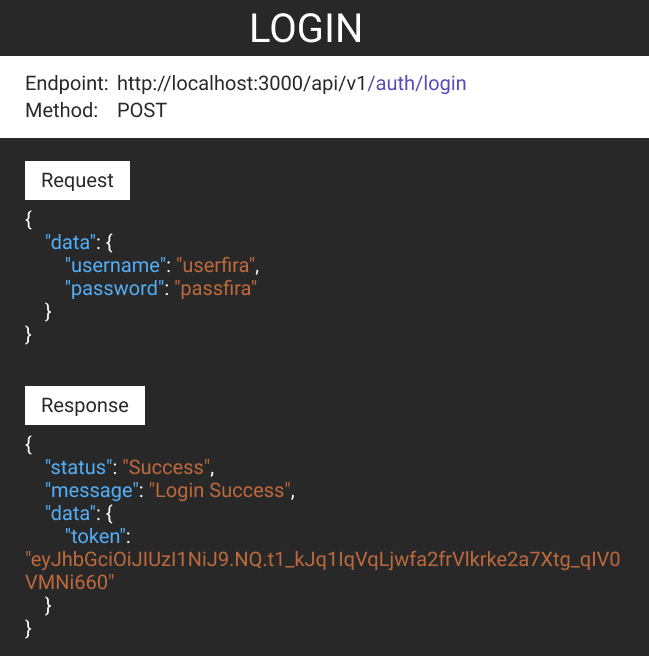 LOGIN
Endpoint: http://localhost:3000/api/v1/auth/login
Method: POST
Request
{
"data": {
"username": "userfira",
"password": "passfira"
}
}
Response
{
"status": "Success",
"message": "Login Success",
"data": {
"token":
"eyJhbGciOiJIUzI1NiJ9.NQ.t1_kJq1IqVqLjwfa2frVlkrke2a7Xtg_qIV0
VMNi660"
}
}